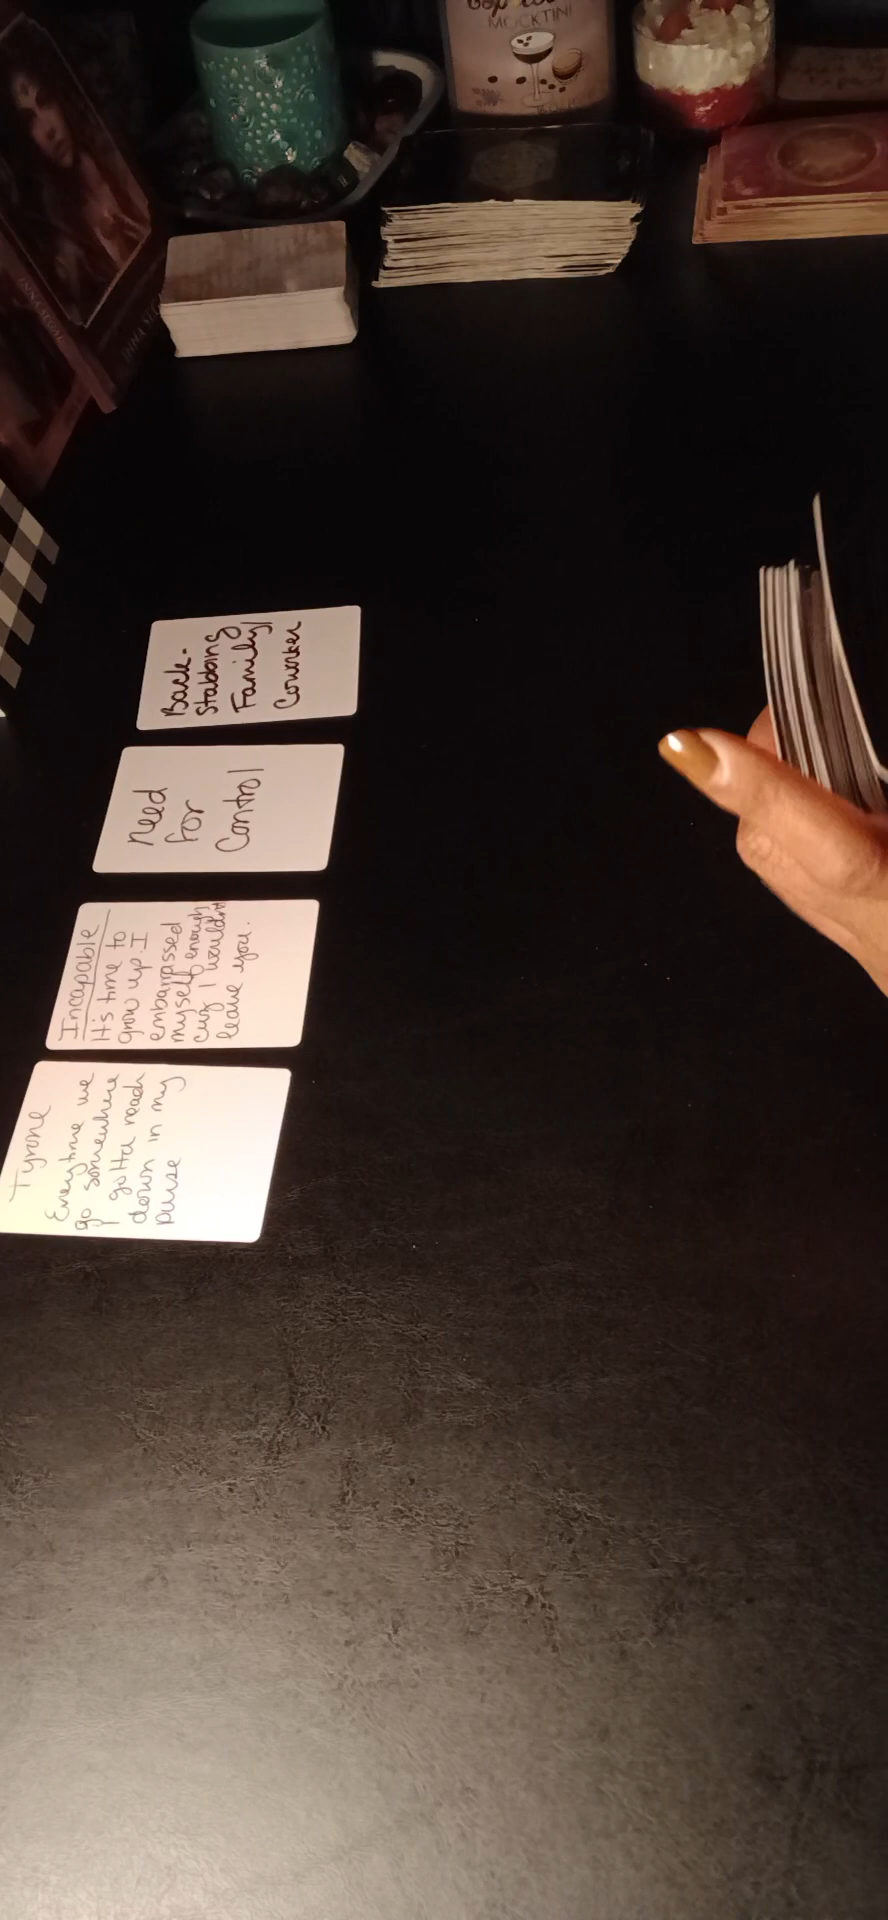 MOCKTINI
Back-
Stabbing
Family/
Coworker
Need
for
Control
Incapable
It's time to
grow up. I
embarrassed
myself enough
cuz I wouldn't
leave you.
Tyrone
Everytime we
go somewhere
I gotta reach
down in my
purse